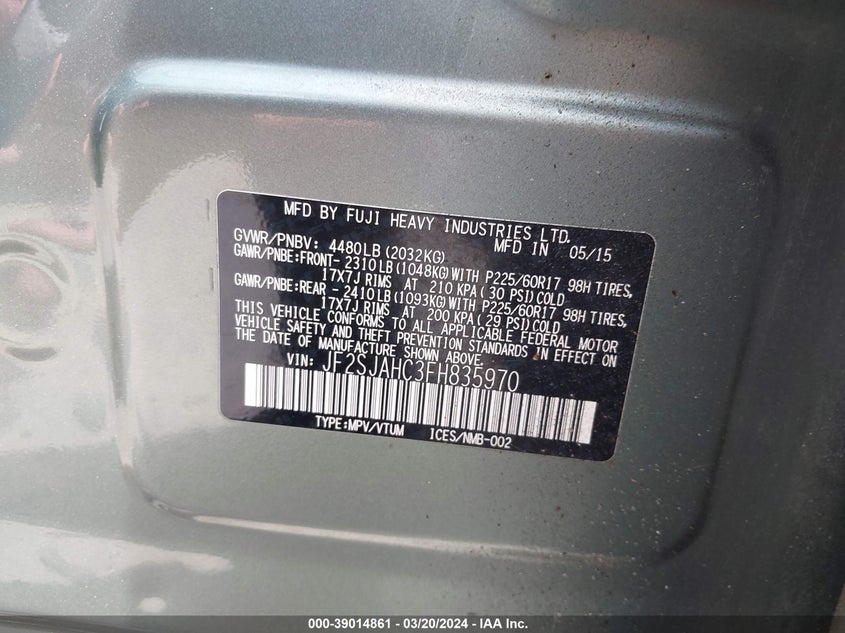 MFD BY FUJI HEAVY INDUSTRIES LTD.
MFD IN 05/15
GVWR/PNBV: 4480LB(2032KG)
GAWR/PNBE:FRONT- 2310LB(1048KG)WITH P225/60R17 98H TIRES,
17X7J RIMS AT 210 KPA(30 PSI)COLD
GAWR/PNBE:REAR - 2410LB(1093KG)WITH P225/60R17 98H TIRES,
17X7J RIMS AT 200 KPA(29 PSI)COLD
THIS VEHICLE CONFORMS TO ALL APPLICABLE FEDERAL MOTOR
VEHICLE SAFETY AND THEFT PREVENTION STANDARDS IN EFFECT ON
THE DATE OF MANUFACTURE SHOWN ABOVE.
VIN: JF2SJAHC3FH835970
TYPE:MPV/VTUM ICES/NMB-002
000-39014861 - 03/20/2024 - IAA Inc.